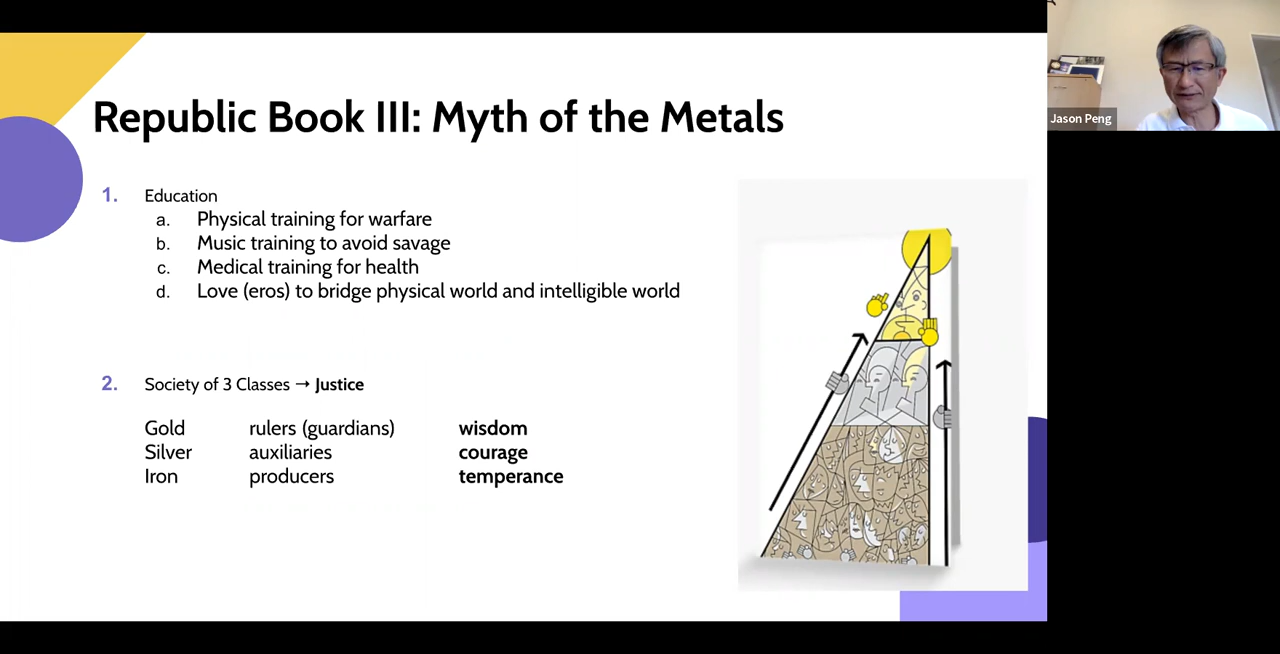 Republic Book III: Myth of the Metals
1. Education
a. Physical training for warfare
b. Music training to avoid savage
c. Medical training for health
d. Love (eros) to bridge physical world and intelligible world
2. Society of 3 Classes → Justice
Gold rulers (guardians) wisdom
Silver auxiliaries courage
Iron producers temperance
Jason Peng